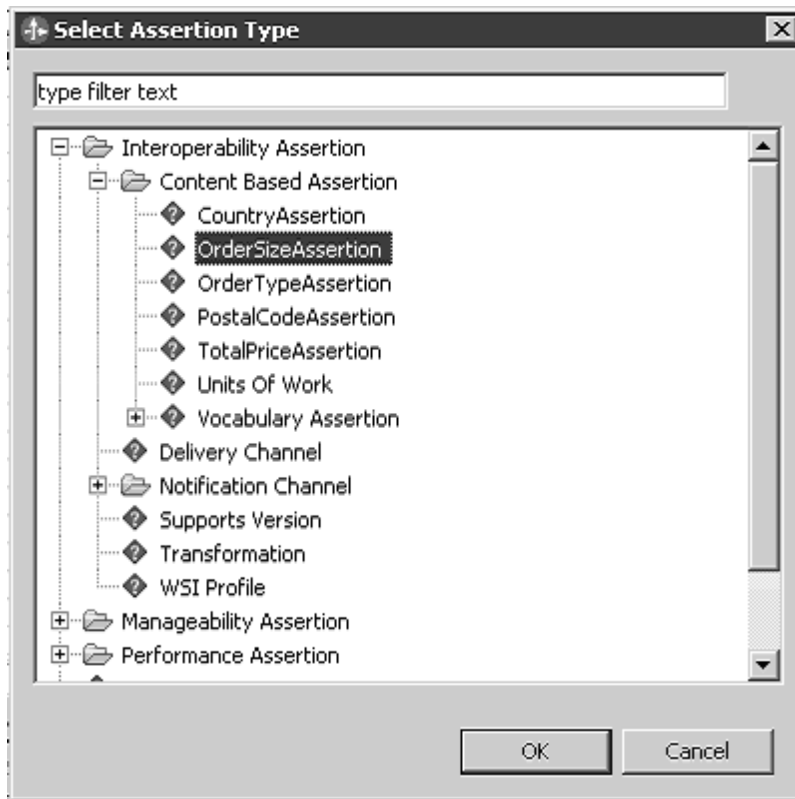 Select Assertion Type
type filter text
Interoperability Assertion
Content Based Assertion
CountryAssertion
OrderSizeAssertion
OrderTypeAssertion
PostalCodeAssertion
TotalPriceAssertion
Units Of Work
Vocabulary Assertion
Delivery Channel
Notification Channel
Supports Version
Transformation
WSI Profile
Manageability Assertion
Performance Assertion
OK Cancel